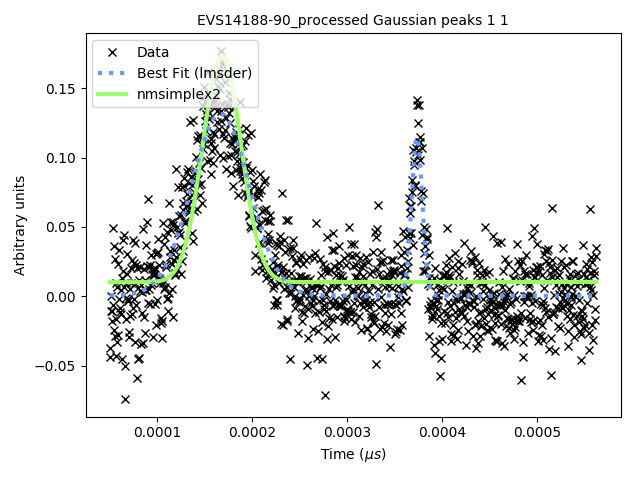 EVS14188-90_processed Gaussian peaks 1 1
Data
Best Fit (lmsder)
nmsimplex2
Arbitrary units
0.15
0.10
0.05
0.00
−0.05
0.0001 0.0002 0.0003 0.0004 0.0005
Time (μs)